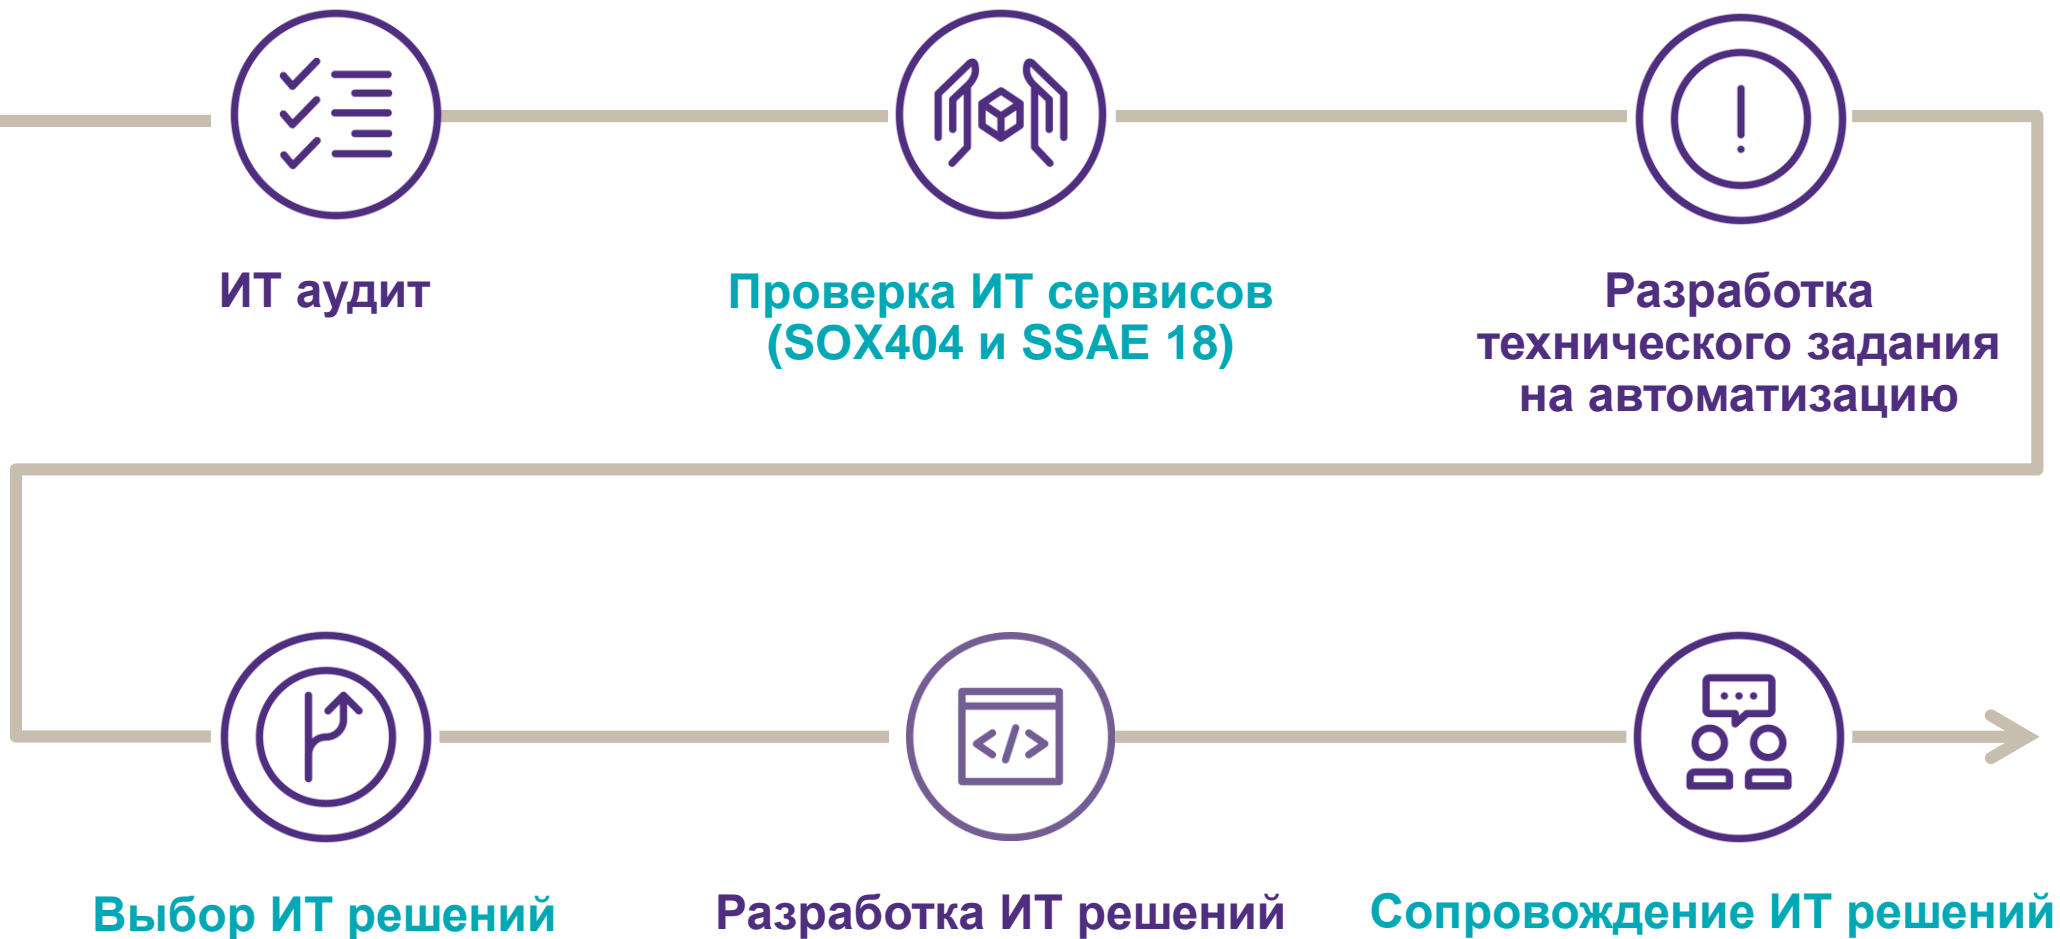 ИТ аудит
Проверка ИТ сервисов
(SOX404 и SSAE 18)
Разработка
технического задания
на автоматизацию
Выбор ИТ решений
Разработка ИТ решений
Сопровождение ИТ решений